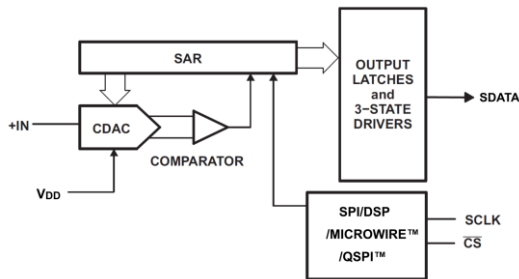 SAR
OUTPUT
LATCHES
and
3−STATE
DRIVERS
SDATA
+IN
CDAC
COMPARATOR
VDD
SPI/DSP
/MICROWIRE™
/QSPI™
SCLK
CS